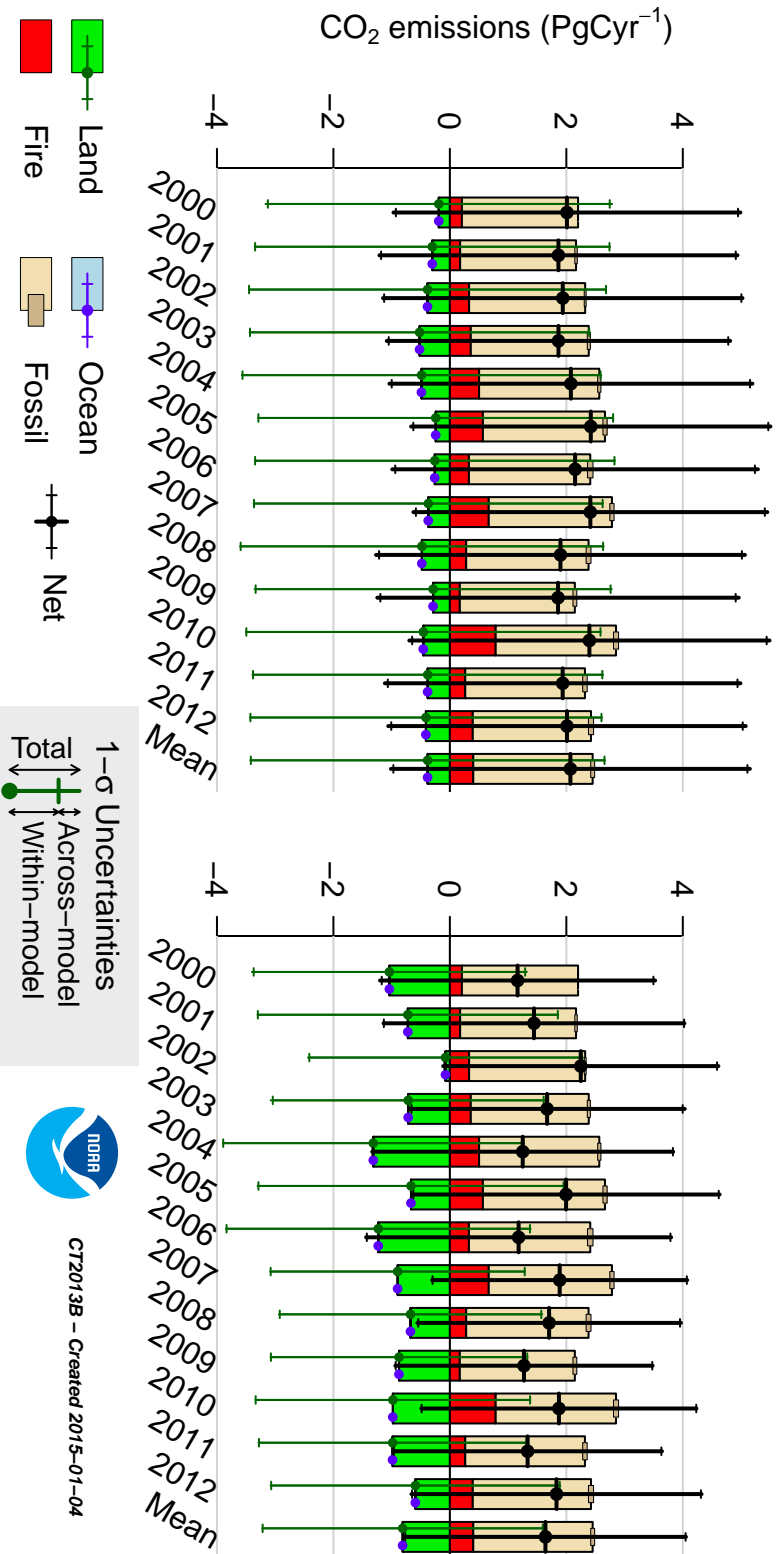 CO₂ emissions (PgCyr⁻¹)
−4 −2 0 2 4
2000
2001
2002
2003
2004
2005
2006
2007
2008
2009
2010
2011
2012
Mean
−4 −2 0 2 4
2000
2001
2002
2003
2004
2005
2006
2007
2008
2009
2010
2011
2012
Mean
Land
Fire
Ocean
Fossil
Net
1−σ Uncertainties
Total
Across−model
Within−model
NOAA
CT2013B − Created 2015−01−04